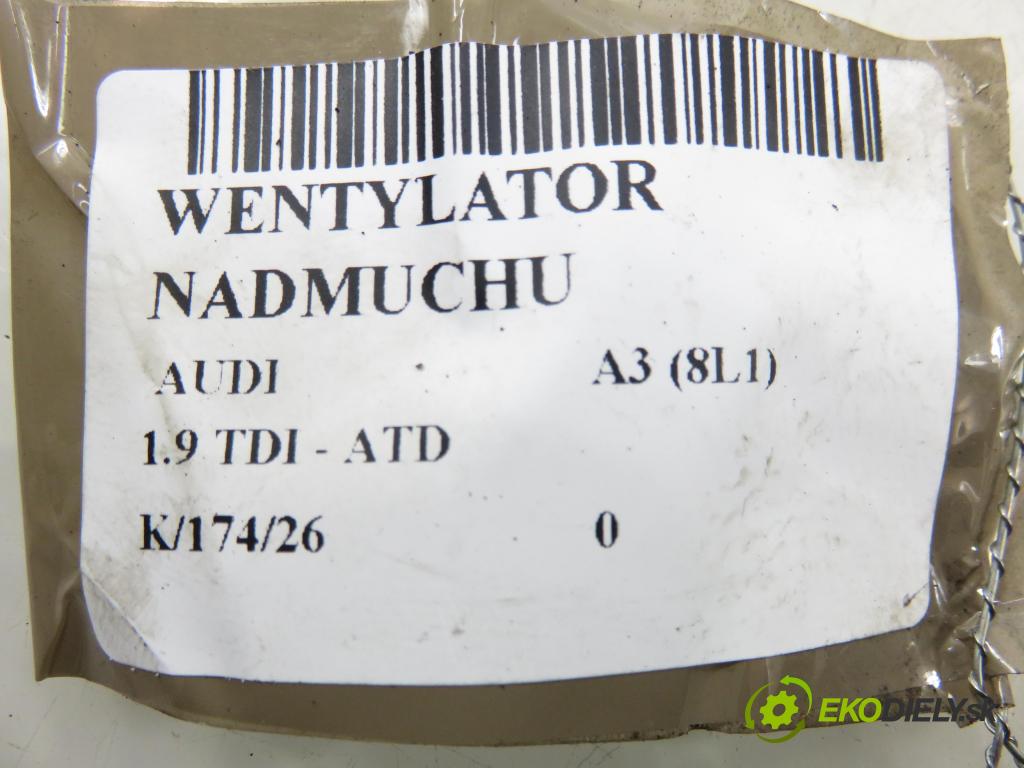 WENTYLATOR
NADMUCHU
AUDI A3 (8L1)
1.9 TDI - ATD
K/174/26 0
EKODIELY.sk